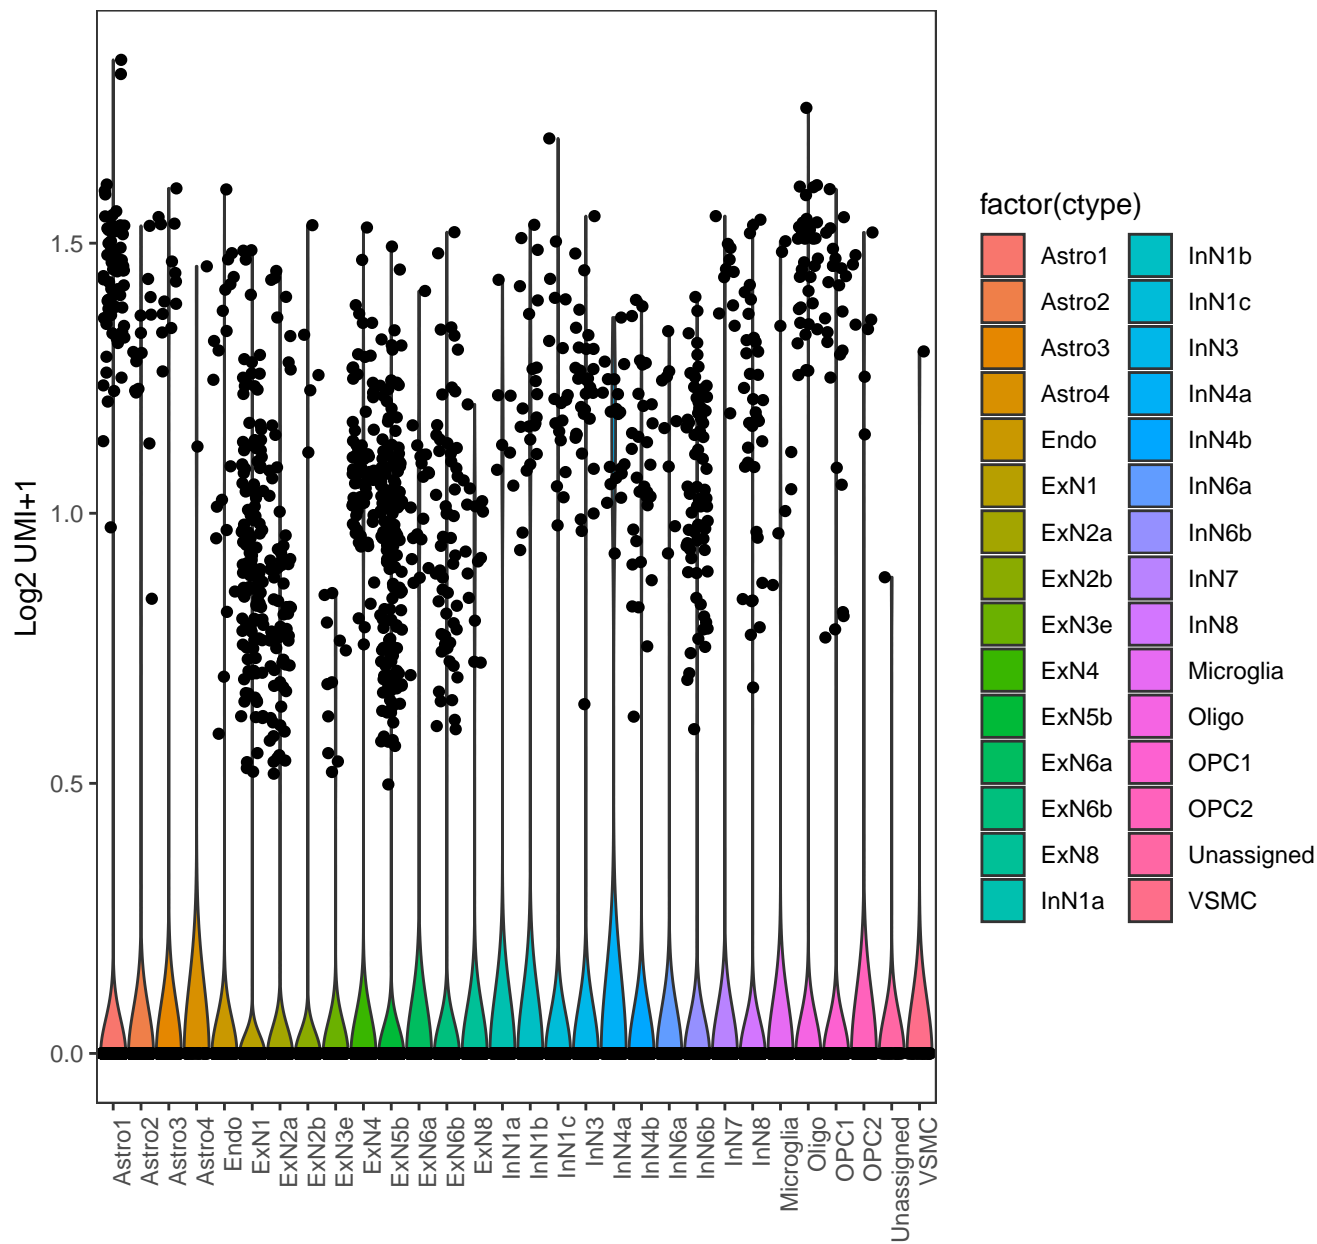 Log2 UMI+1
1.5
1.0
0.5
0.0
Astro1
Astro2
Astro3
Astro4
Endo
ExN1
ExN2a
ExN2b
ExN3e
ExN4
ExN5b
ExN6a
ExN6b
ExN8
InN1a
InN1b
InN1c
InN3
InN4a
InN4b
InN6a
InN6b
InN7
InN8
Microglia
Oligo
OPC1
OPC2
Unassigned
VSMC
factor(ctype)
Astro1
Astro2
Astro3
Astro4
Endo
ExN1
ExN2a
ExN2b
ExN3e
ExN4
ExN5b
ExN6a
ExN6b
ExN8
InN1a
InN1b
InN1c
InN3
InN4a
InN4b
InN6a
InN6b
InN7
InN8
Microglia
Oligo
OPC1
OPC2
Unassigned
VSMC